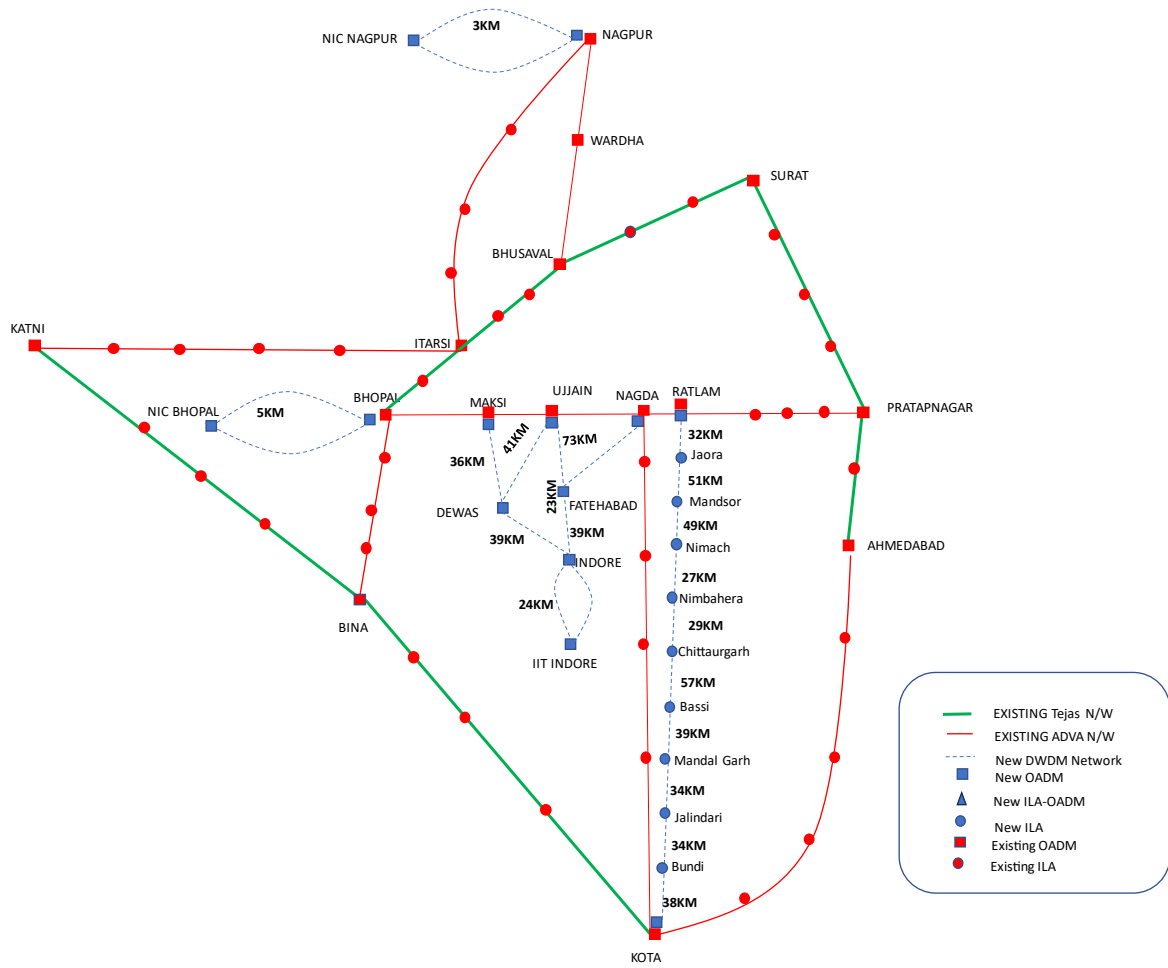 3KM
NIC NAGPUR
NAGPUR
WARDHA
SURAT
BHUSAVAL
KATNI
ITARSI
BHOPAL
MAKSI
UJJAIN
NAGDA
RATLAM
PRATAPNAGAR
NIC BHOPAL
5KM
41KM
73KM
32KM
Jaora
36KM
51KM
23KM
Mandsor
DEWAS
FATEHABAD
49KM
39KM
39KM
Nimach
AHMEDABAD
INDORE
27KM
24KM
Nimbahera
BINA
29KM
Chittaurgarh
IIT INDORE
57KM
Bassi
39KM
Mandal Garh
34KM
Jalindari
34KM
Bundi
38KM
KOTA
EXISTING Tejas N/W
EXISTING ADVA N/W
New DWDM Network
New OADM
New ILA-OADM
New ILA
Existing OADM
Existing ILA